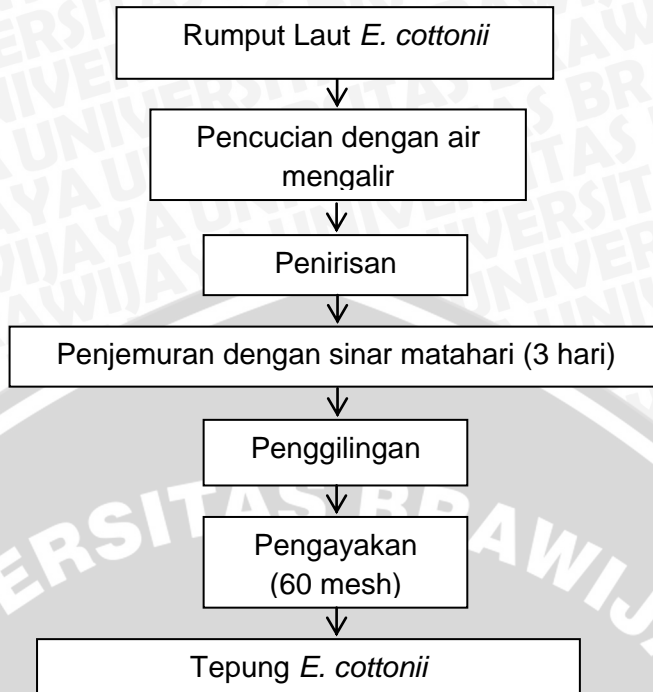 Rumput Laut E. cottonii
Pencucian dengan air
mengalir
Penirisan
Penjemuran dengan sinar matahari (3 hari)
Penggilingan
Pengayakan
(60 mesh)
Tepung E. cottonii